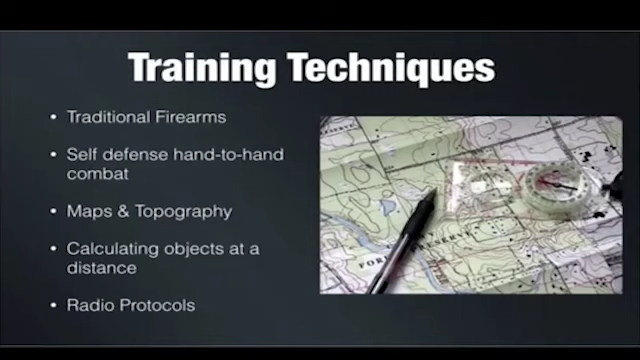 Training Techniques
• Traditional Firearms
• Self defense hand-to-hand
combat
• Maps & Topography
• Calculating objects at a
distance
• Radio Protocols